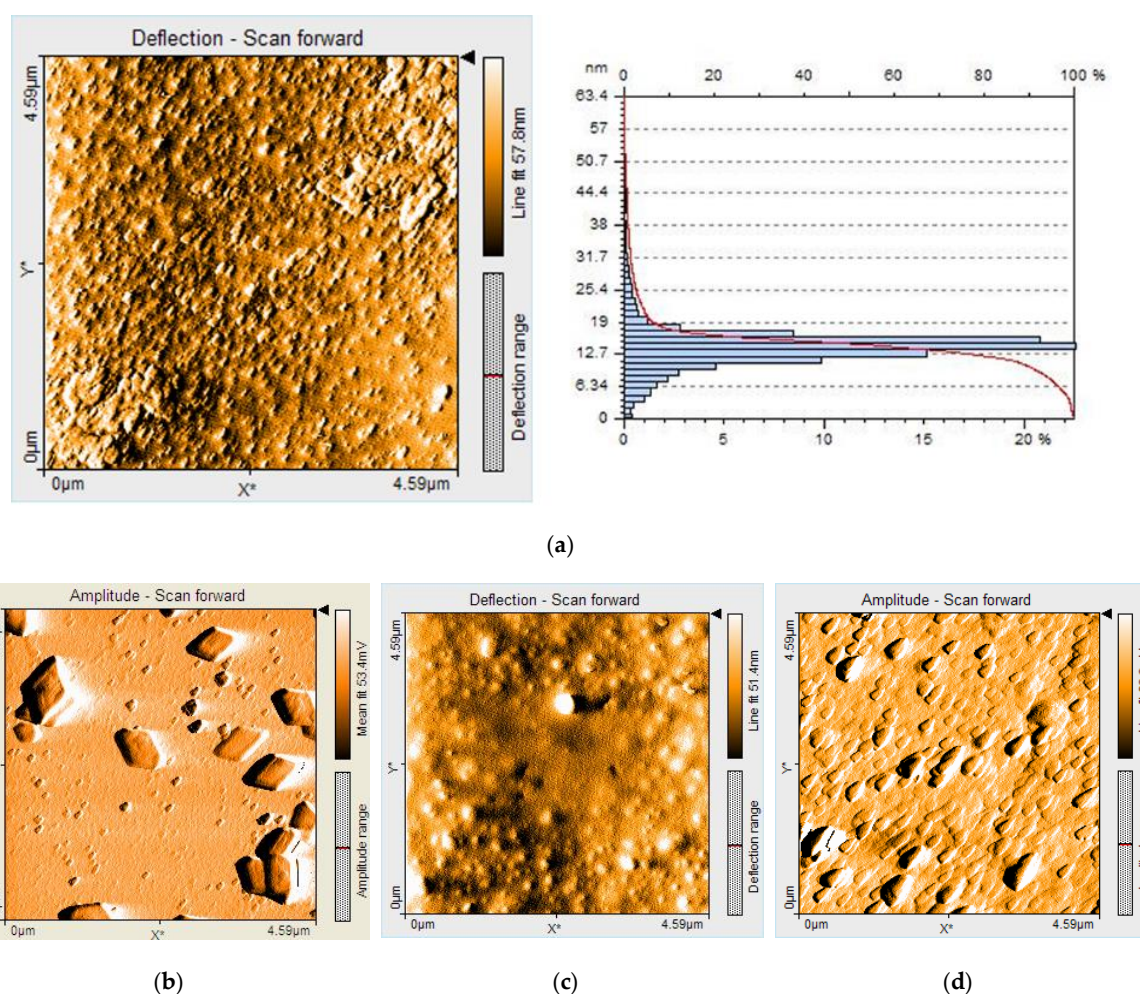 Deflection - Scan forward
4.59µm
Y*
0µm
0µm
X*
4.59µm
Line fit 57.8nm
Deflection range
nm
0 20 40 60 80 100 %
63.4
57
50.7
44.4
38
31.7
25.4
19
12.7
6.34
0
0 5 10 15 20 %
(a)
Amplitude - Scan forward
0µm
X*
4.59µm
Mean fit 53.4mV
Amplitude range
Deflection - Scan forward
4.59µm
Y*
0µm
0µm
X*
4.59µm
Line fit 51.4nm
Deflection range
Amplitude - Scan forward
4.59µm
Y*
0µm
0µm
X*
4.59µm
(b)
(c)
(d)